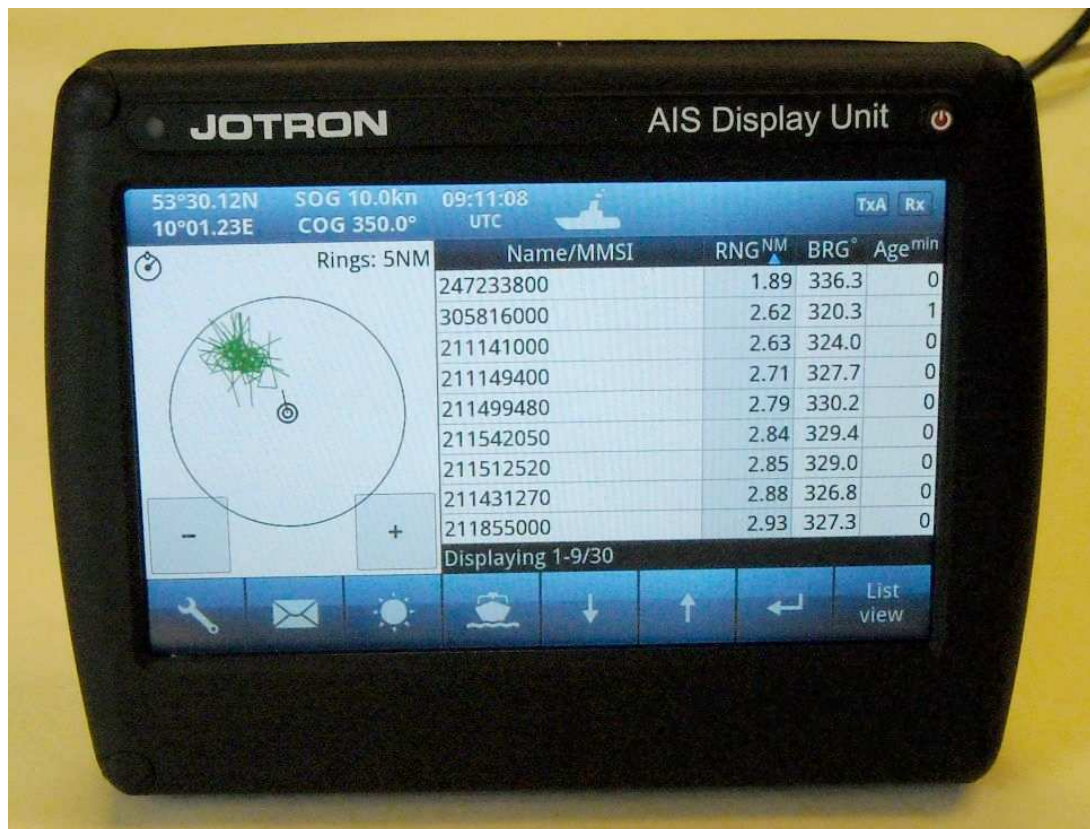 JOTRON AIS Display Unit
53°30.12N SOG 10.0kn 09:11:08 TxA Rx
10°01.23E COG 350.0° UTC
Rings: 5NM
Name/MMSI RNG NM BRG° Age min
247233800 1.89 336.3 0
305816000 2.62 320.3 1
211141000 2.63 324.0 0
211149400 2.71 327.7 0
211499480 2.79 330.2 0
211542050 2.84 329.4 0
211512520 2.85 329.0 0
211431270 2.88 326.8 0
211855000 2.93 327.3 0
- +
Displaying 1-9/30
List
view